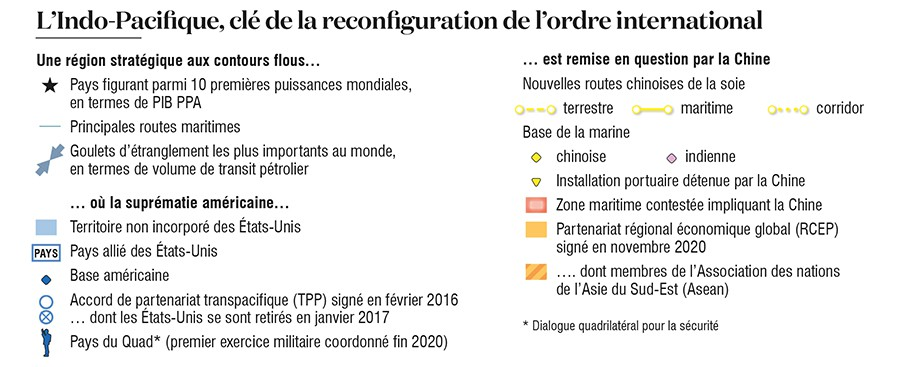 L’Indo-Pacifique, clé de la reconfiguration de l’ordre international
Une région stratégique aux contours flous…
Pays figurant parmi 10 premières puissances mondiales,
en termes de PIB PPA
Principales routes maritimes
Goulets d’étranglement les plus importants au monde,
en termes de volume de transit pétrolier
… où la suprématie américaine…
Territoire non incorporé des États-Unis
PAYS Pays allié des États-Unis
Base américaine
Accord de partenariat transpacifique (TPP) signé en février 2016
… dont les États-Unis se sont retirés en janvier 2017
Pays du Quad* (premier exercice militaire coordonné fin 2020)
… est remise en question par la Chine
Nouvelles routes chinoises de la soie
terrestre maritime corridor
Base de la marine
chinoise indienne
Installation portuaire détenue par la Chine
Zone maritime contestée impliquant la Chine
Partenariat régional économique global (RCEP)
signé en novembre 2020
…. dont membres de l’Association des nations
de l’Asie du Sud-Est (Asean)
* Dialogue quadrilatéral pour la sécurité